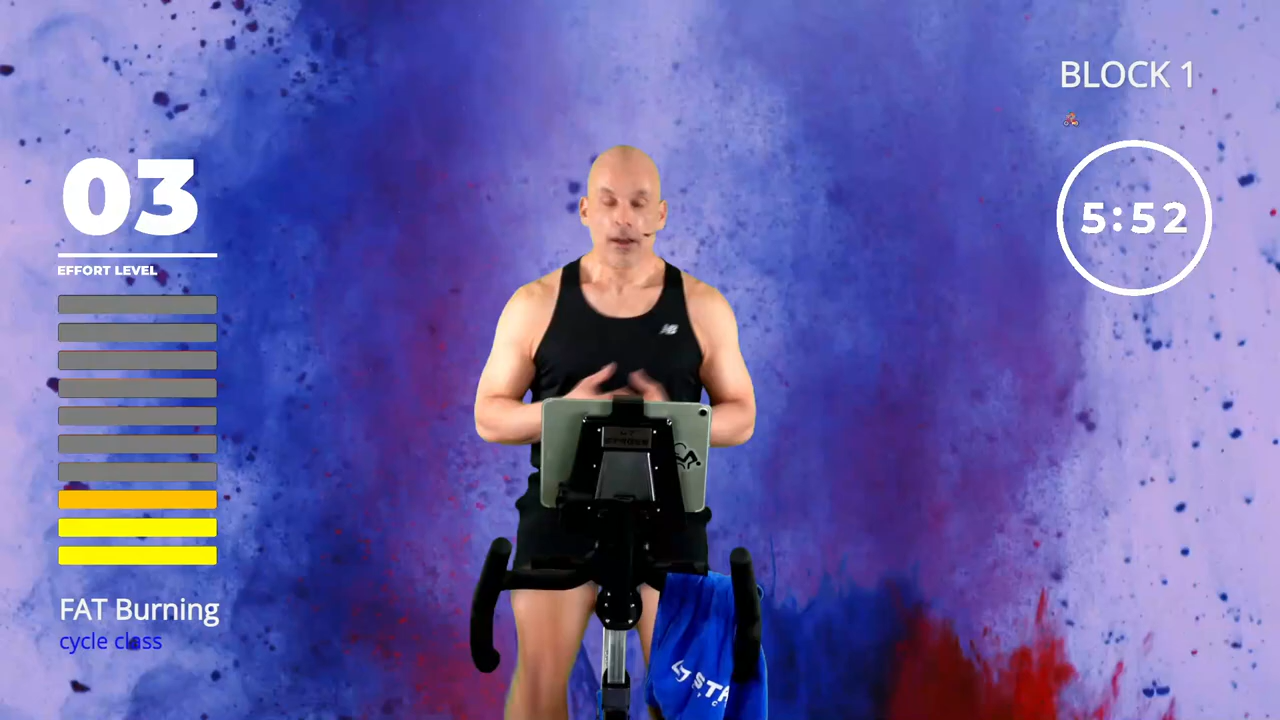 BLOCK 1
03
EFFORT LEVEL
5:52
FAT Burning
cycle class